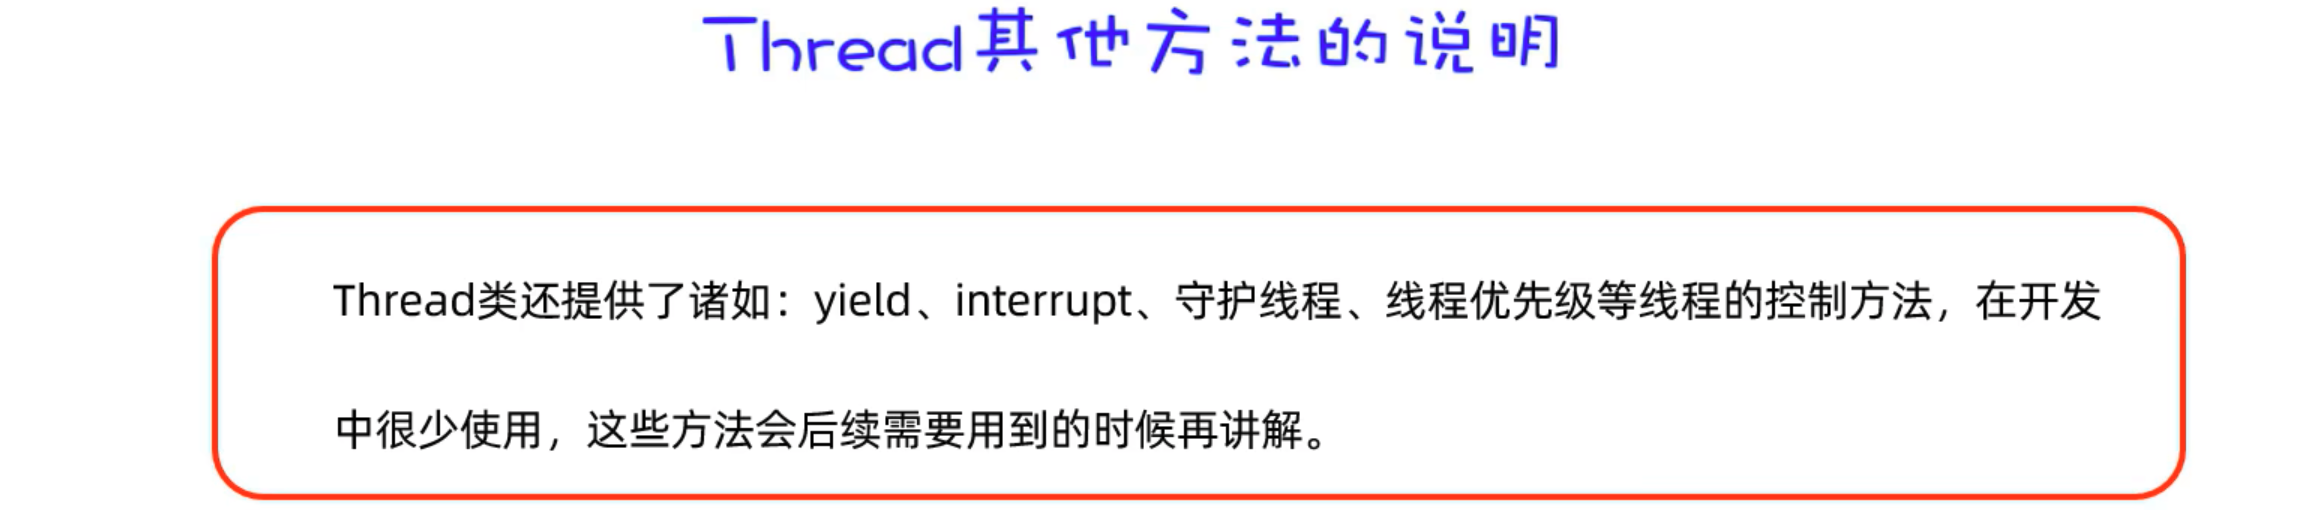 Thread其他方法的说明
Thread类还提供了诸如：yield、interrupt、守护线程、线程优先级等线程的控制方法，在开发
中很少使用，这些方法会后续需要用到的时候再讲解。